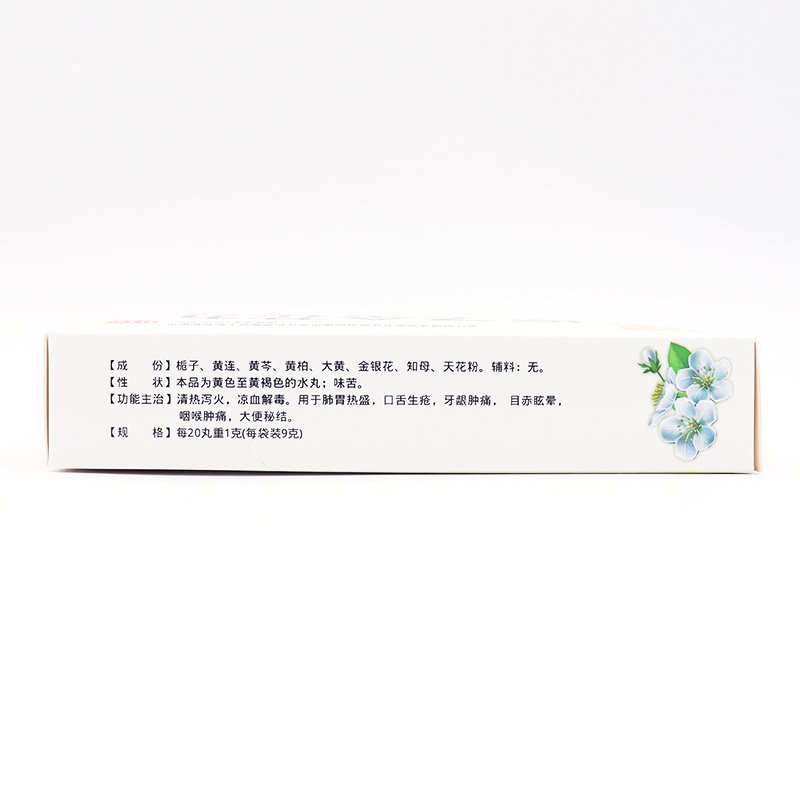 【成　份】栀子、黄连、黄芩、黄柏、大黄、金银花、知母、天花粉。辅料：无。
【性　状】本品为黄色至黄褐色的水丸；味苦。
【功能主治】清热泻火，凉血解毒。用于肺胃热盛，口舌生疮，牙龈肿痛，目赤眩晕，
咽喉肿痛，大便秘结。
【规　格】每20丸重1克(每袋装9克)